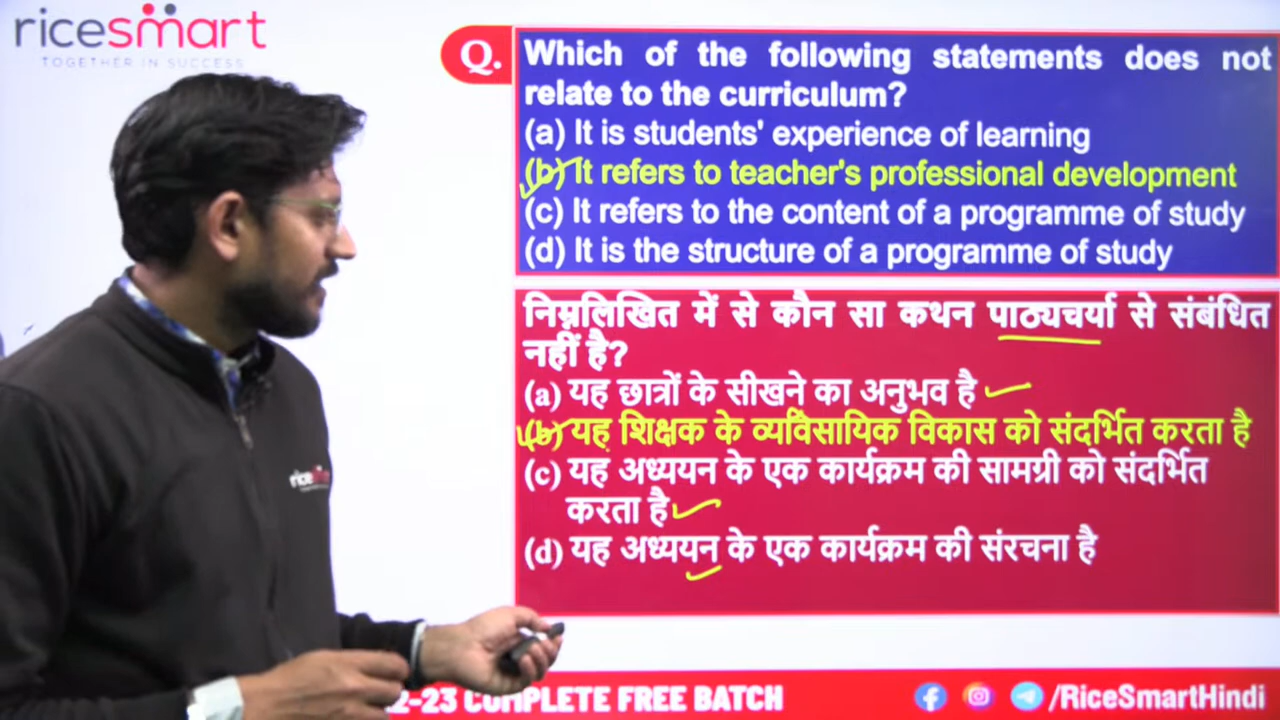 ricesmart
TOGETHER IN SUCCESS
Q.
Which of the following statements does not
relate to the curriculum?
(a) It is students' experience of learning
(b) It refers to teacher's professional development
(c) It refers to the content of a programme of study
(d) It is the structure of a programme of study
निम्नलिखित में से कौन सा कथन पाठ्यचर्या से संबंधित
नहीं है?
(a) यह छात्रों के सीखने का अनुभव है
(b) यह शिक्षक के व्यावसायिक विकास को संदर्भित करता है
(c) यह अध्ययन के एक कार्यक्रम की सामग्री को संदर्भित
करता है
(d) यह अध्ययन के एक कार्यक्रम की संरचना है
2-23 COMPLETE FREE BATCH
/RiceSmartHindi